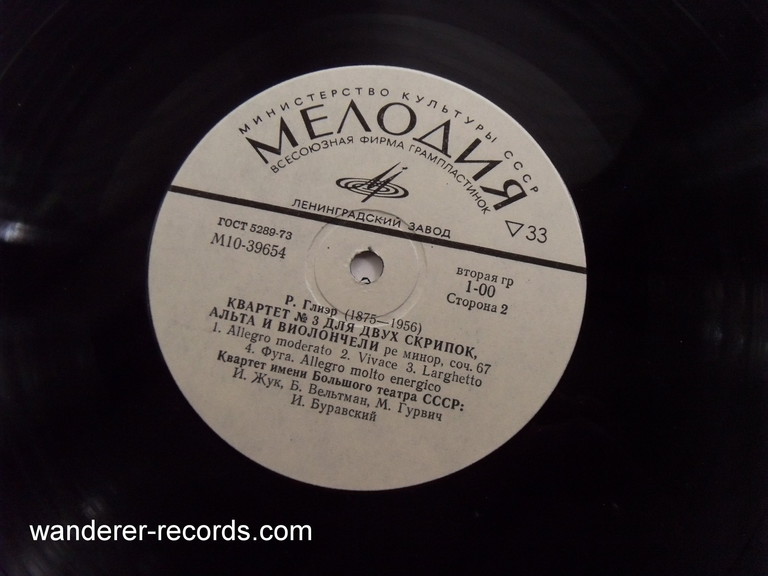 МИНИСТЕРСТВО КУЛЬТУРЫ СССР
МЕЛОДИЯ
ВСЕСОЮЗНАЯ ФИРМА ГРАМПЛАСТИНОК
ЛЕНИНГРАДСКИЙ ЗАВОД
33
ГОСТ 5289-73
М10-39654
вторая гр
1-00
Сторона 2
Р. Глиэр (1875—1956)
КВАРТЕТ № 3 ДЛЯ ДВУХ СКРИПОК,
АЛЬТА И ВИОЛОНЧЕЛИ ре минор, соч. 67
1. Allegro moderato 2. Vivace 3. Larghetto
4. Фуга. Allegro molto energico
Квартет имени Большого театра СССР:
И. Жук, Б. Вельтман, М. Гурвич
И. Буравский
wanderer-records.com